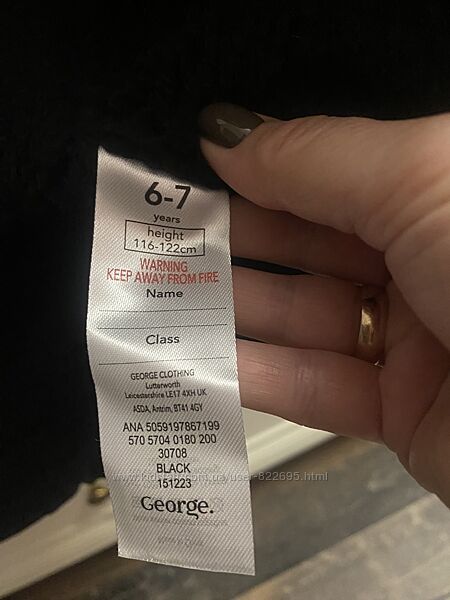 6-7
years
height
116-122cm
WARNING
KEEP AWAY FROM FIRE
Name
Class
GEORGE CLOTHING
Lutterworth
Leicestershire LE17 4XH UK
ASDA, Antrim, BT41 4GY
ANA 5059197867199
570 5704 0180 200
30708
BLACK
151223
George.